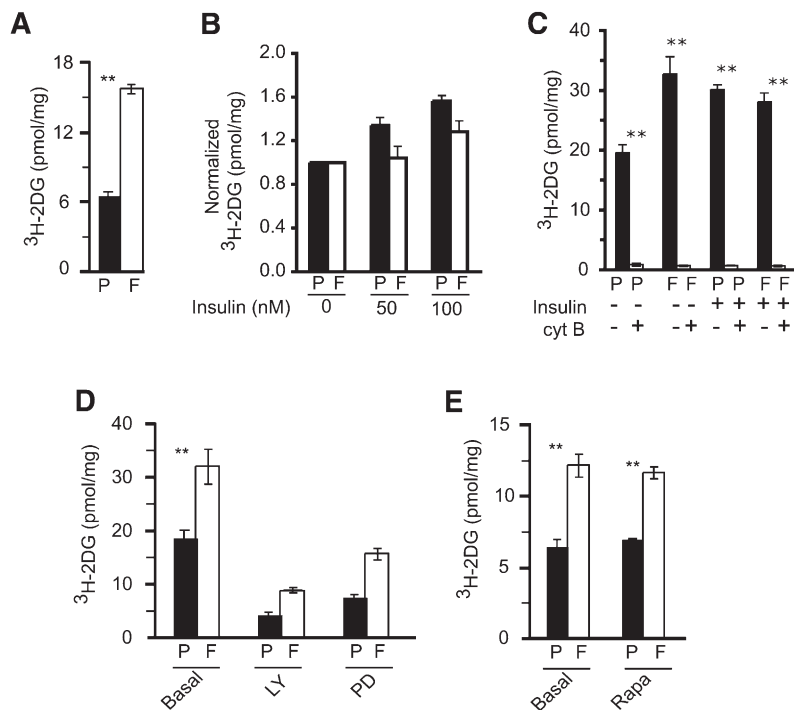 A
³H-2DG (pmol/mg)
18
12
6
0
**
P F
B
Normalized
³H-2DG (pmol/mg)
2.0
1.6
1.2
0.8
0.4
0.0
P F P F P F
Insulin (nM) 0 50 100
C
³H-2DG (pmol/mg)
40
30
20
10
0
** ** ** **
P P F F P P F F
Insulin - - - - + + + +
cyt B - + - + - + - +
D
³H-2DG (pmol/mg)
40
30
20
10
0
**
P F P F P F
Basal LY PD
E
³H-2DG (pmol/mg)
15
10
5
0
** **
P F P F
Basal Rapa